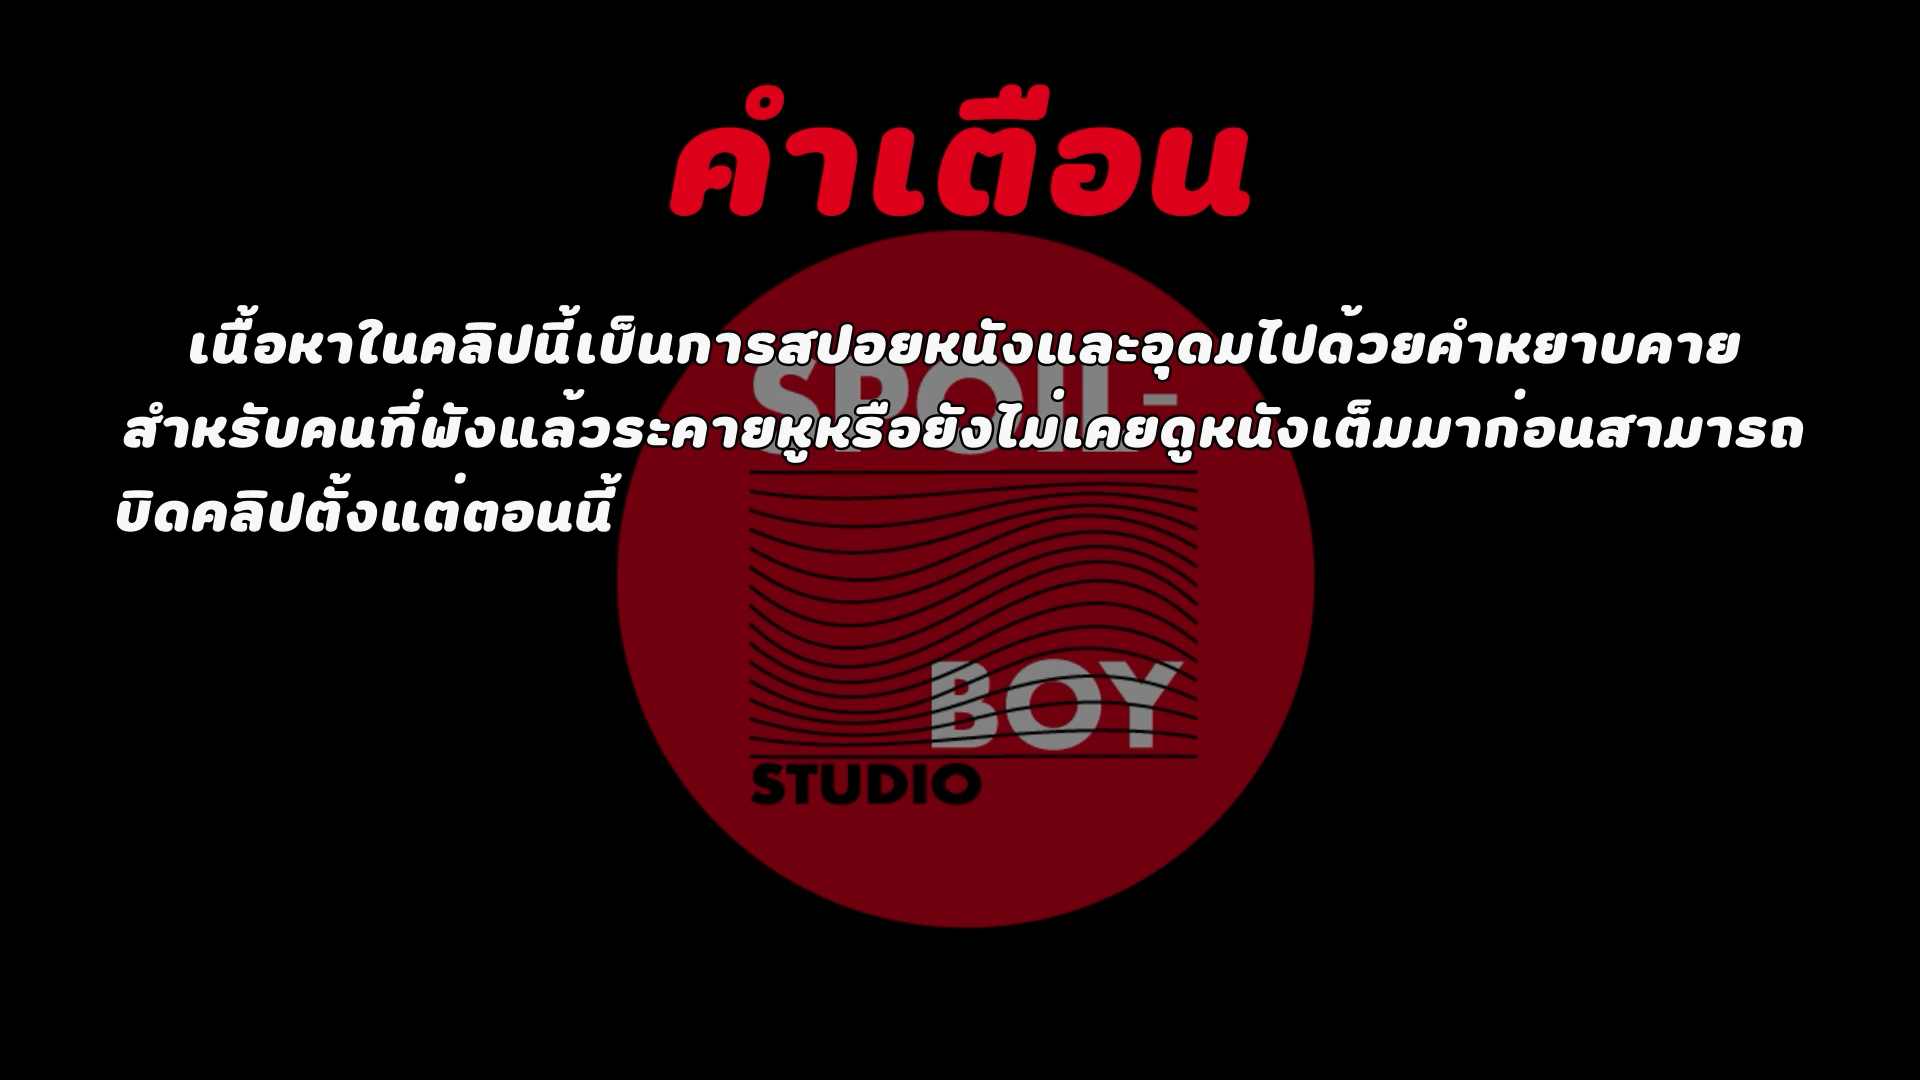 คำเตือน
เนื้อหาในคลิปนี้เป็นการสปอยหนังและอุดมไปด้วยคำหยาบคาย
สำหรับคนที่ฟังแล้วระคายหูหรือยังไม่เคยดูหนังเต็มมาก่อนสามารถ
ปิดคลิปตั้งแต่ตอนนี้
SPOIL-
BOY
STUDIO